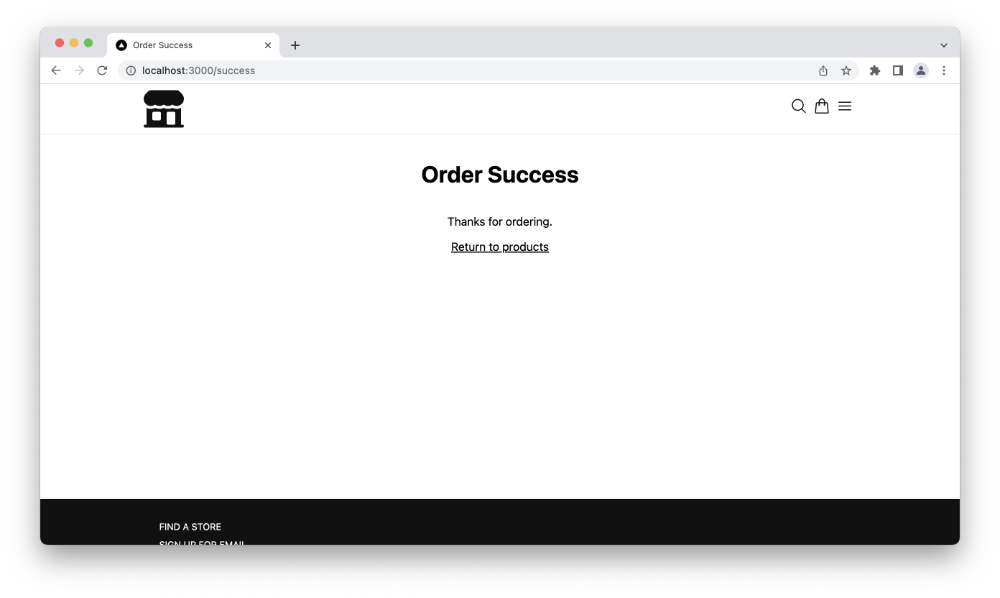 Order Success
localhost:3000/success
Order Success
Thanks for ordering.
Return to products
FIND A STORE
SIGN UP FOR EMAIL